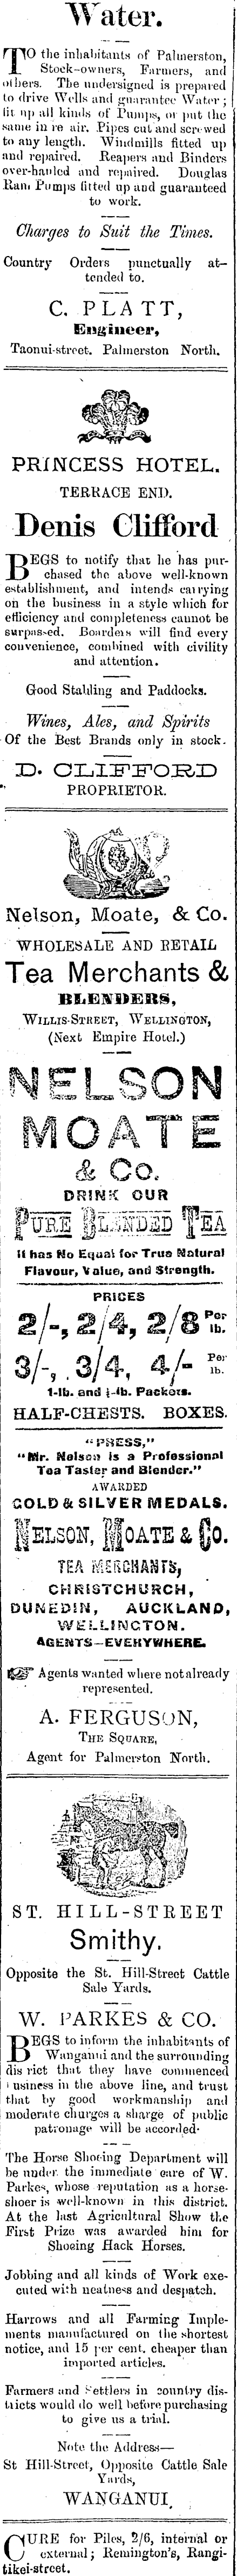 Water.
TO the inhabitants of Palmerston,
Stock-owners, Farmers, and
others. The undersigned is prepared
to drive Wells and guarantee Water;
fit up all kinds of Pumps, or put the
same in re air. Pipes cut and screwed
to any length. Windmills fitted up
and repaired. Reapers and Binders
over-hauled and repaired. Douglas
Ram Pumps fitted up and guaranteed
to work.
Charges to Suit the Times.
Country Orders punctually at-
tended to.
C. PLATT,
Engineer,
Taonui-street. Palmerston North.
PRINCESS HOTEL.
TERRACE END.
Denis Clifford
BEGS to notify that he has pur-
chased the above well-known
establishment, and intends carrying
on the business in a style which for
efficiency and completeness cannot be
surpassed. Boarders will find every
convenience, combined with civility
and attention.
Good Stabling and Paddocks.
Wines, Ales, and Spirits
Of the Best Brands only in stock.
D. CLIFFORD
PROPRIETOR.
Nelson, Moate, & Co.
WHOLESALE AND RETAIL
Tea Merchants &
BLENDERS,
WILLIS-STREET, WELLINGTON,
(Next Empire Hotel.)
NELSON
MOATE
& Co.
DRINK OUR
PURE BLENDED TEA
It has No Equal for True Natural
Flavour, Value, and Strength.
PRICES
2/-, 2/4, 2/8 Per lb.
3/-, 3/4, 4/- Per lb.
1-lb. and ½-lb. Packets.
HALF-CHESTS. BOXES.
"PRESS,"
"Mr. Nelson is a Professional
Tea Taster and Blender."
AWARDED
GOLD & SILVER MEDALS.
NELSON, MOATE & CO.
TEA MERCHANTS,
CHRISTCHURCH,
DUNEDIN, AUCKLAND,
WELLINGTON.
AGENTS—EVERYWHERE.
☞ Agents wanted where not already
represented.
A. FERGUSON,
THE SQUARE,
Agent for Palmerston North.
ST. HILL-STREET
Smithy.
Opposite the St. Hill-Street Cattle
Sale Yards.
W. PARKES & CO.
BEGS to inform the inhabitants of
Wanganui and the surrounding
dis rict that they have commenced
business in the above line, and trust
that by good workmanship and
moderate charges a sharge of public
patronage will be accorded.
The Horse Shoeing Department will
be under the immediate care of W.
Parkes, whose reputation as a horse-
shoer is well-known in this district.
At the last Agricultural Show the
First Prize was awarded him for
Shoeing Hack Horses.
Jobbing and all kinds of Work exe-
cuted with neatness and despatch.
Harrows and all Farming Imple-
ments manufactured on the shortest
notice, and 15 per cent. cheaper than
imported articles.
Farmers and Settlers in country dis-
tricts would do well before purchasing
to give us a trial.
Note the Address—
St Hill-Street, Opposite Cattle Sale
Yards,
WANGANUI.
CURE for Piles, 2/6, internal or
external; Remington's, Rangi-
tikei-street.